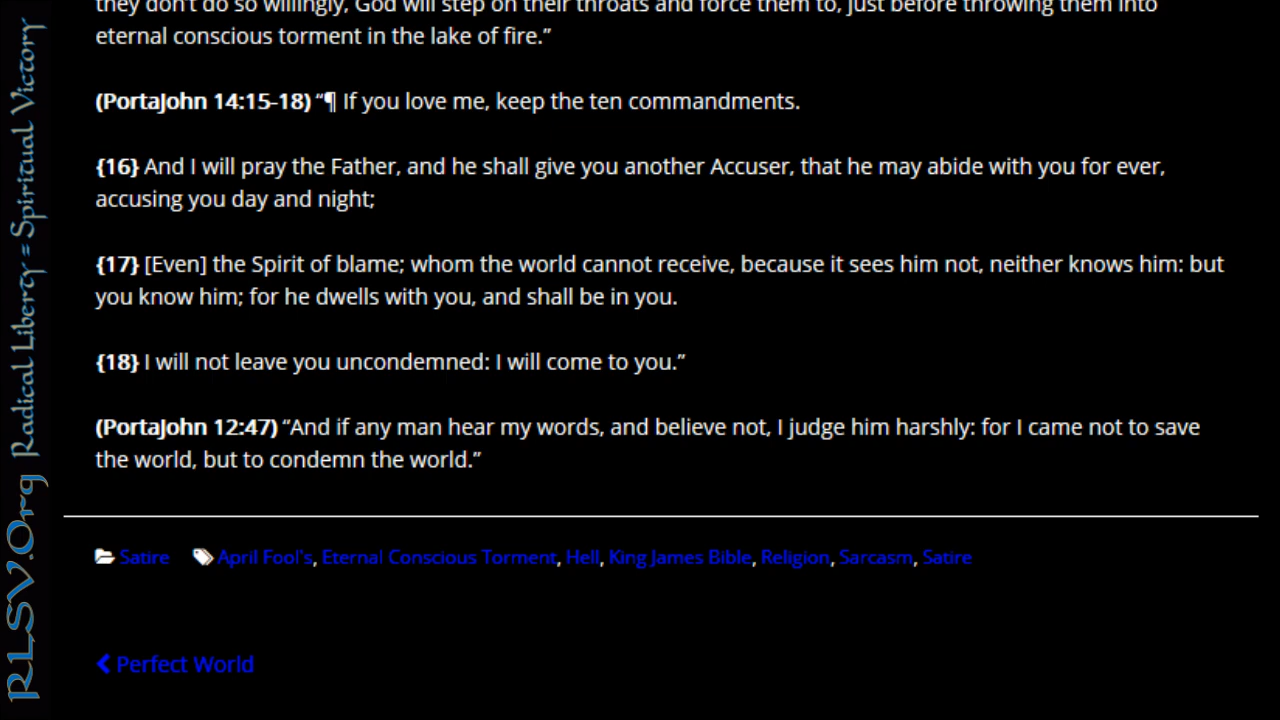 they don't do so willingly, God will step on their throats and force them to, just before throwing them into
eternal conscious torment in the lake of fire.”
(PortaJohn 14:15-18) “¶ If you love me, keep the ten commandments.
{16} And I will pray the Father, and he shall give you another Accuser, that he may abide with you for ever,
accusing you day and night;
{17} [Even] the Spirit of blame; whom the world cannot receive, because it sees him not, neither knows him: but
you know him; for he dwells with you, and shall be in you.
{18} I will not leave you uncondemned: I will come to you.”
(PortaJohn 12:47) “And if any man hear my words, and believe not, I judge him harshly: for I came not to save
the world, but to condemn the world.”
Satire April Fool's, Eternal Conscious Torment, Hell, King James Bible, Religion, Sarcasm, Satire
Perfect World
RLSV.Org Radical Liberty = Spiritual Victory